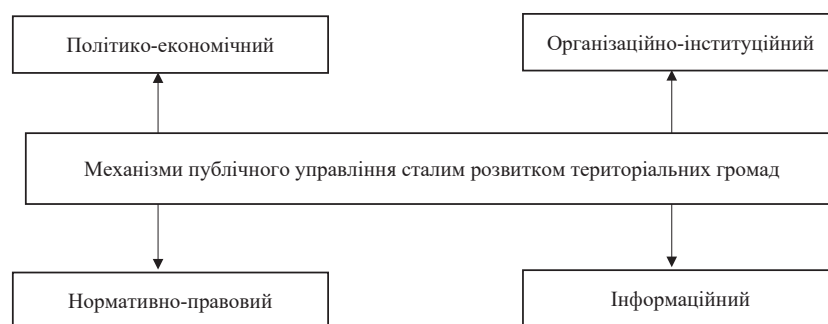 Політико-економічний
Організаційно-інституційний
Механізми публічного управління сталим розвитком територіальних громад
Нормативно-правовий
Інформаційний